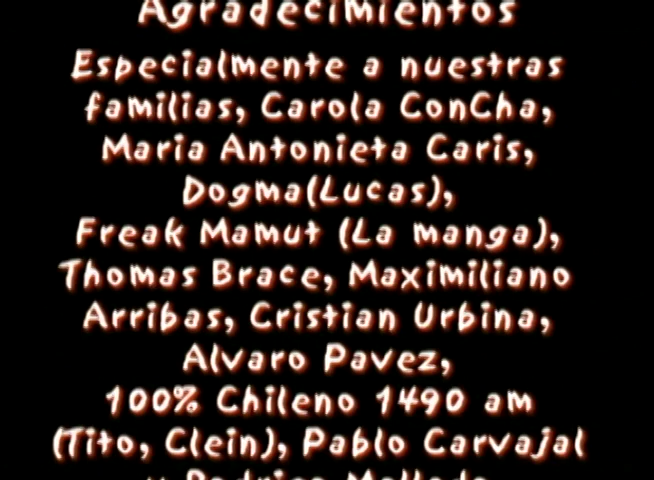 Agradecimientos
Especialmente a nuestras
familias, Carola ConCha,
Maria Antonieta Caris,
Dogma(Lucas),
Freak Mamut (La manga),
Thomas Brace, Maximiliano
Arribas, Cristian Urbina,
Alvaro Pavez,
100% Chileno 1490 am
(Tito, Clein), Pablo Carvajal
y Rodrigo